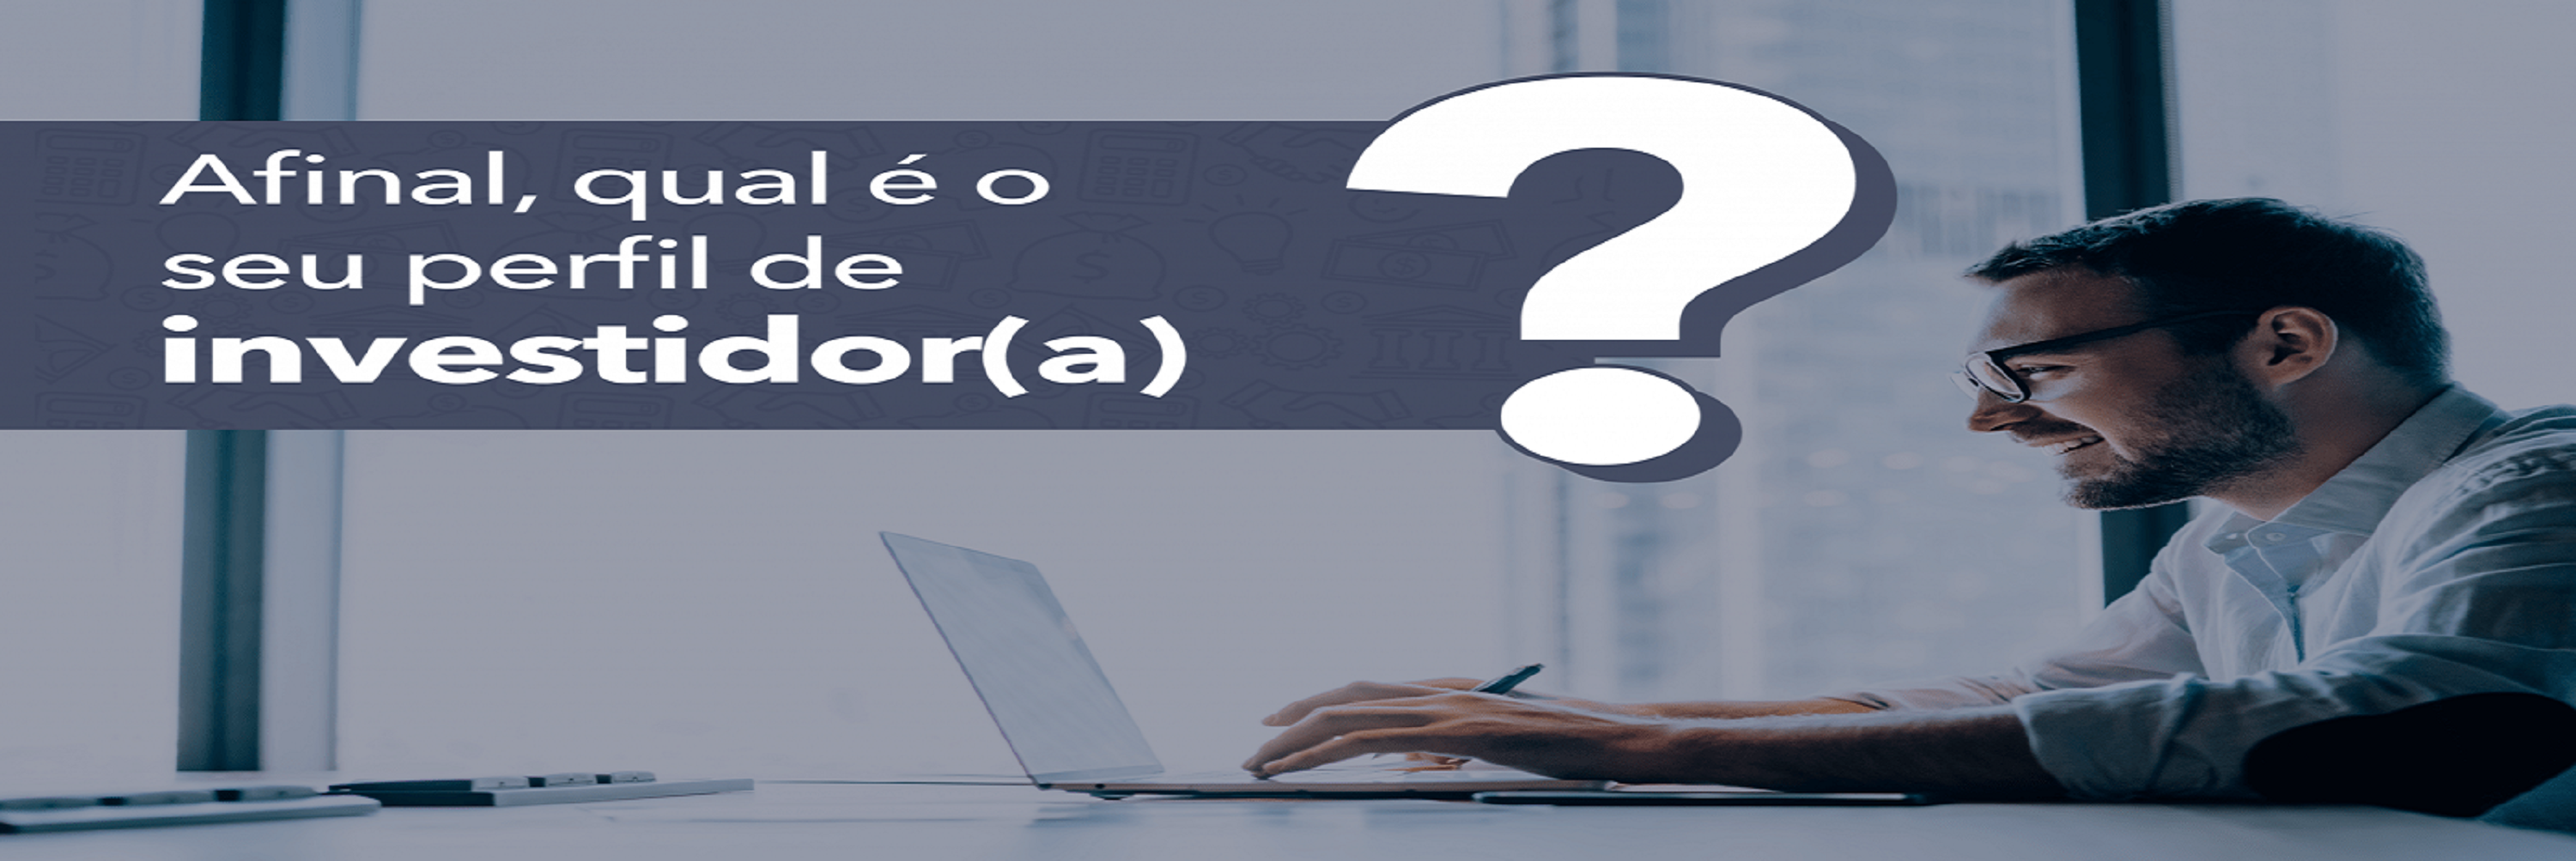 Afinal, qual é o
seu perfil de
investidor(a)
?